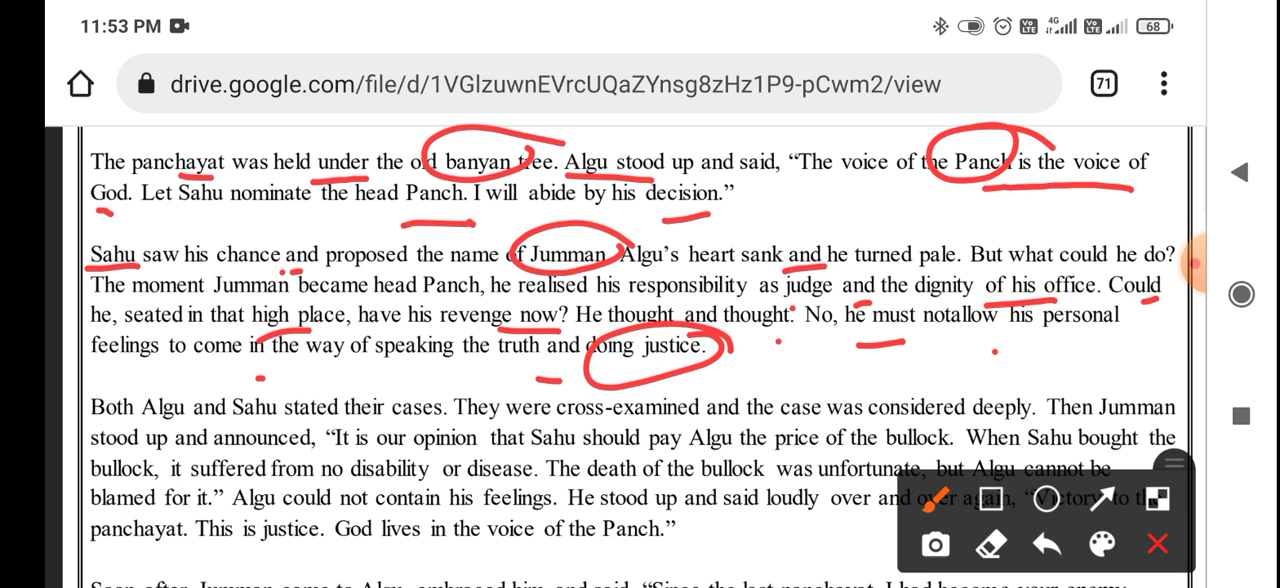 11:53 PM
4G
68
drive.google.com/file/d/1VGlzuwnEVrcUQaZYnsg8zHz1P9-pCwm2/view
71
The panchayat was held under the old banyan tree. Algu stood up and said, “The voice of the Panch is the voice of
God. Let Sahu nominate the head Panch. I will abide by his decision.”
Sahu saw his chance and proposed the name of Jumman. Algu’s heart sank and he turned pale. But what could he do?
The moment Jumman became head Panch, he realised his responsibility as judge and the dignity of his office. Could
he, seated in that high place, have his revenge now? He thought and thought. No, he must notallow his personal
feelings to come in the way of speaking the truth and doing justice.
Both Algu and Sahu stated their cases. They were cross-examined and the case was considered deeply. Then Jumman
stood up and announced, “It is our opinion that Sahu should pay Algu the price of the bullock. When Sahu bought the
bullock, it suffered from no disability or disease. The death of the bullock was unfortunate, but Algu cannot be
blamed for it.” Algu could not contain his feelings. He stood up and said loudly over and over again, “Victory to the
panchayat. This is justice. God lives in the voice of the Panch.”